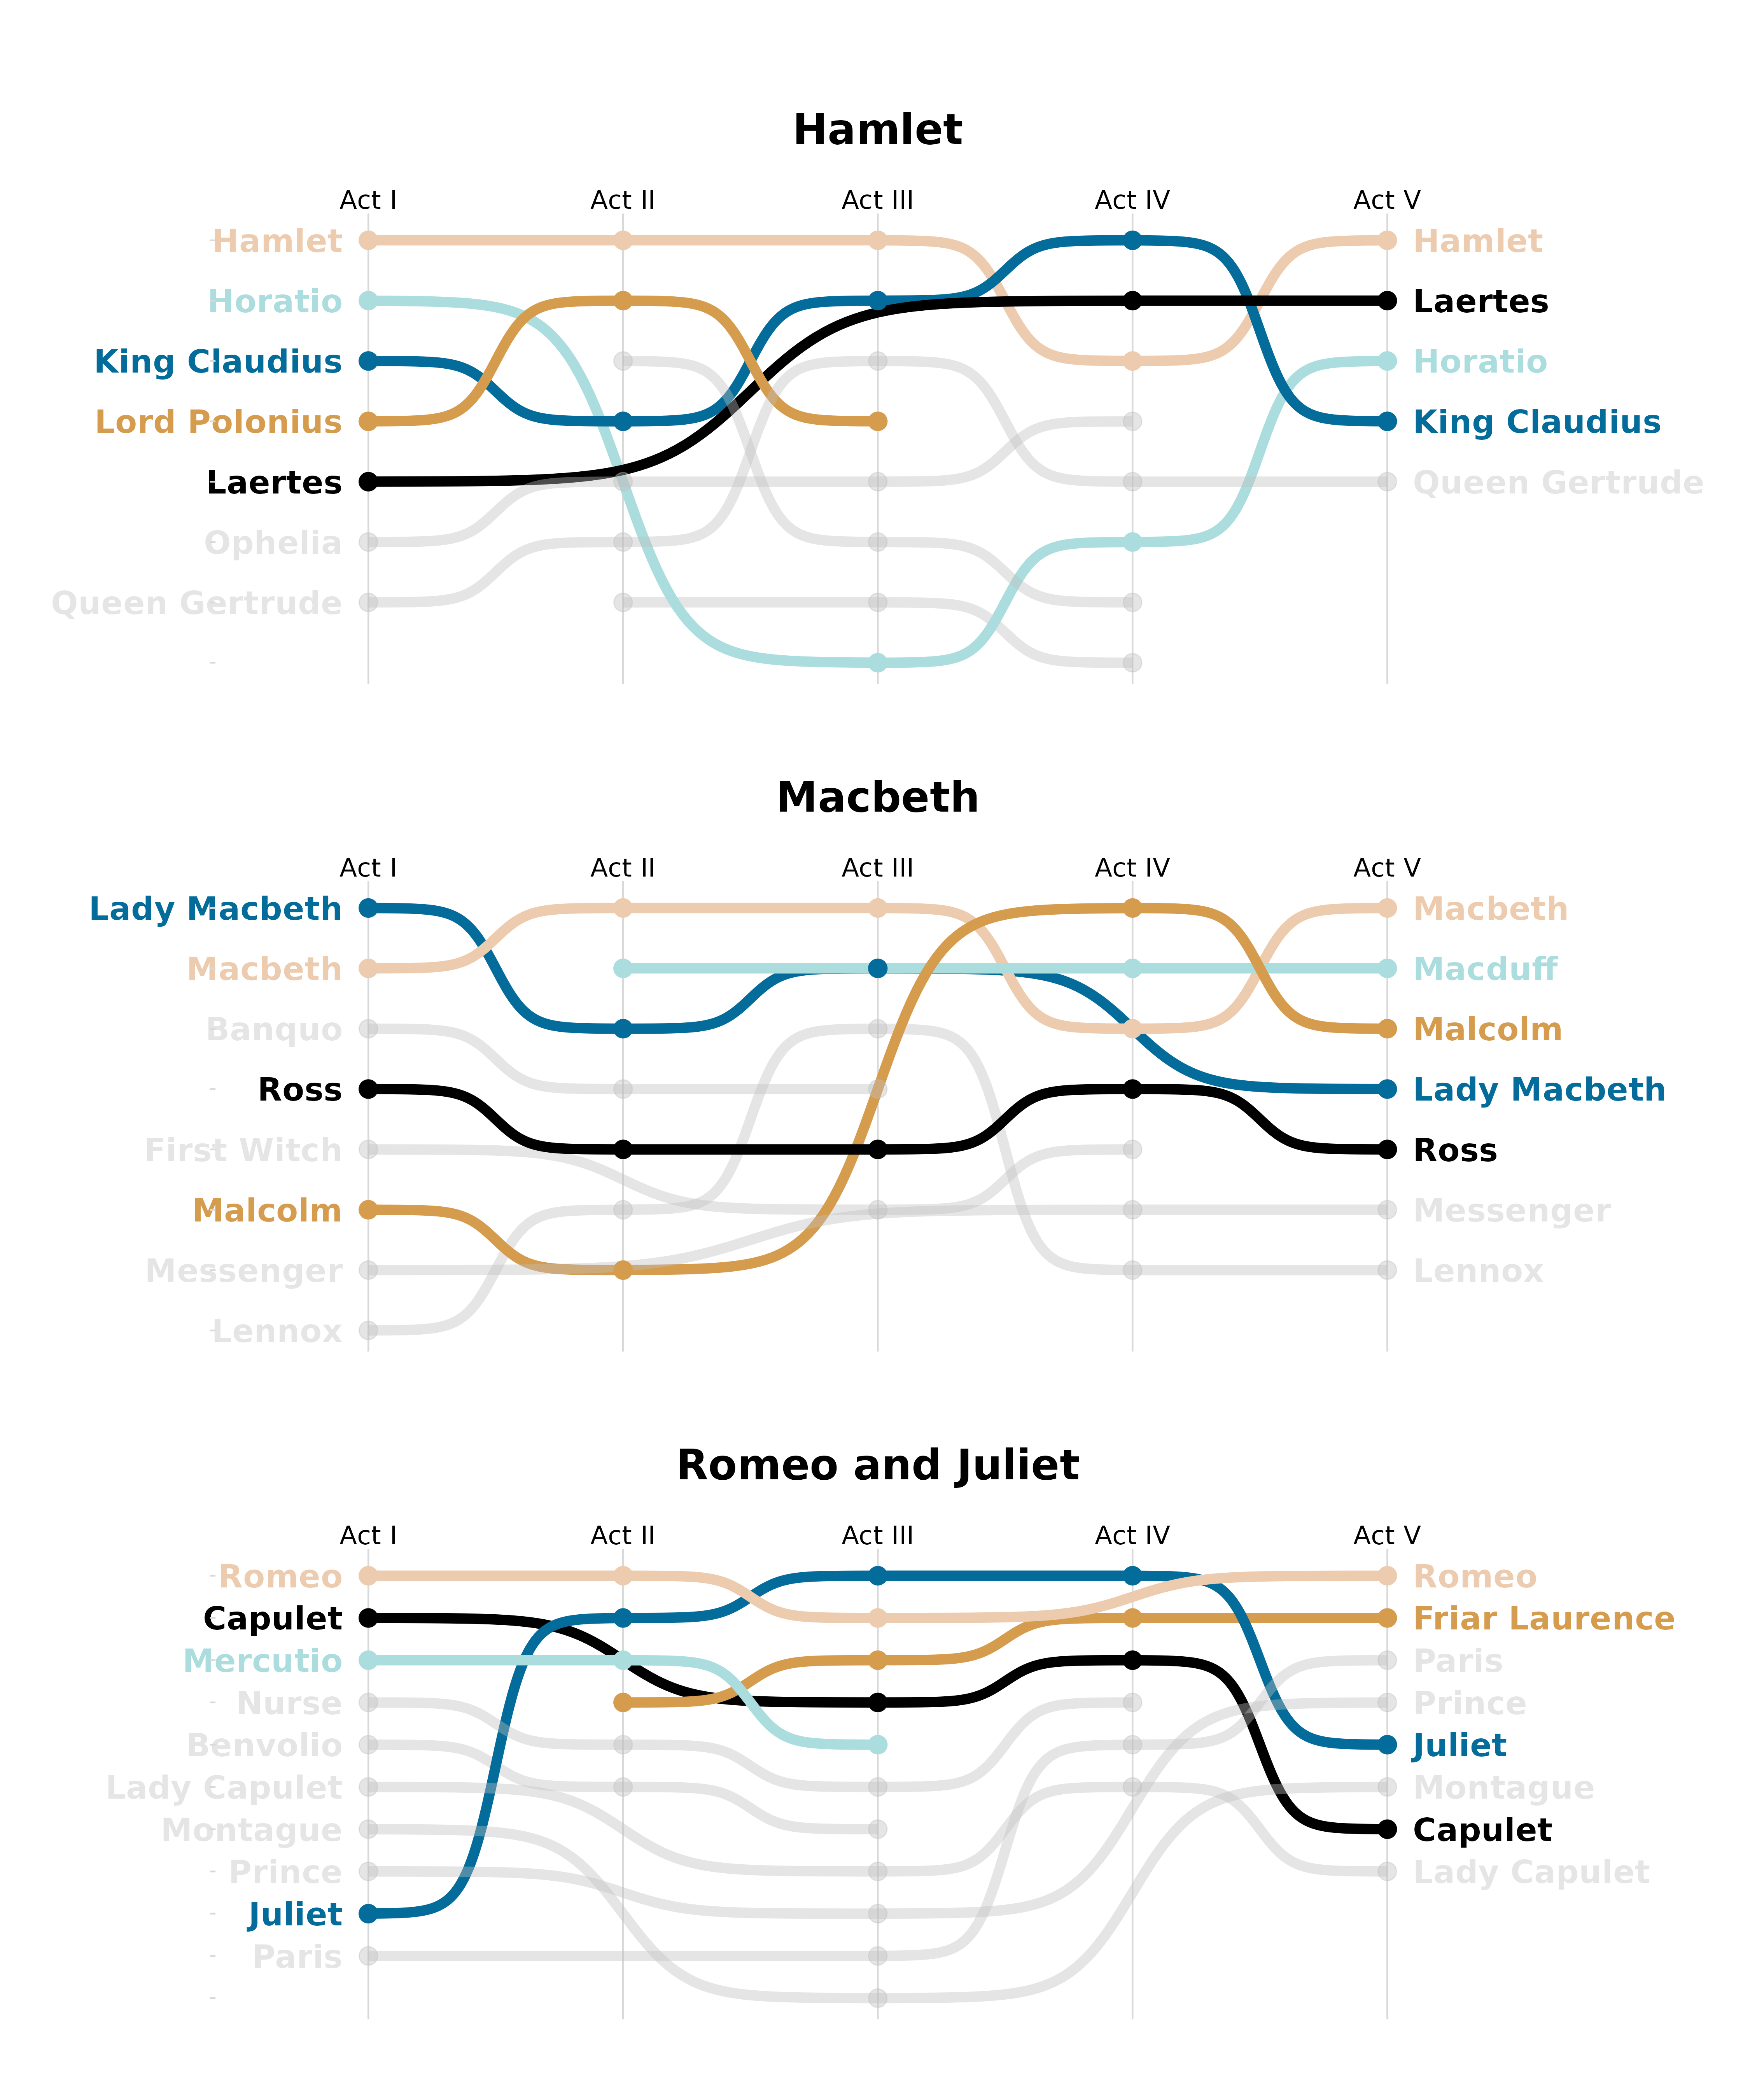 Hamlet
Act I Act II Act III Act IV Act V
Hamlet Hamlet
Horatio Laertes
King Claudius Horatio
Lord Polonius King Claudius
Laertes Queen Gertrude
Ophelia
Queen Gertrude
Macbeth
Act I Act II Act III Act IV Act V
Lady Macbeth Macbeth
Macbeth Macduff
Banquo Malcolm
Ross Lady Macbeth
First Witch Ross
Malcolm Messenger
Messenger Lennox
Lennox
Romeo and Juliet
Act I Act II Act III Act IV Act V
Romeo Romeo
Capulet Friar Laurence
Mercutio Paris
Nurse Prince
Benvolio Juliet
Lady Capulet Montague
Montague Capulet
Prince Lady Capulet
Juliet
Paris